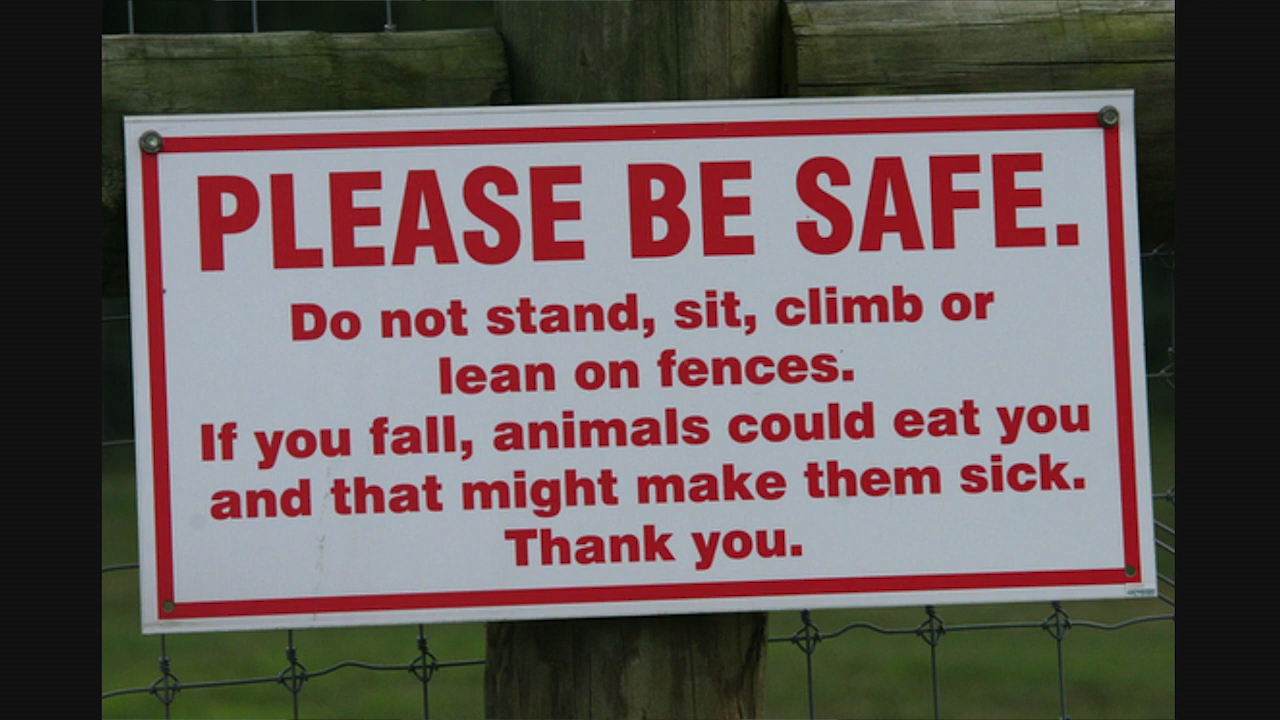 PLEASE BE SAFE.
Do not stand, sit, climb or
lean on fences.
If you fall, animals could eat you
and that might make them sick.
Thank you.